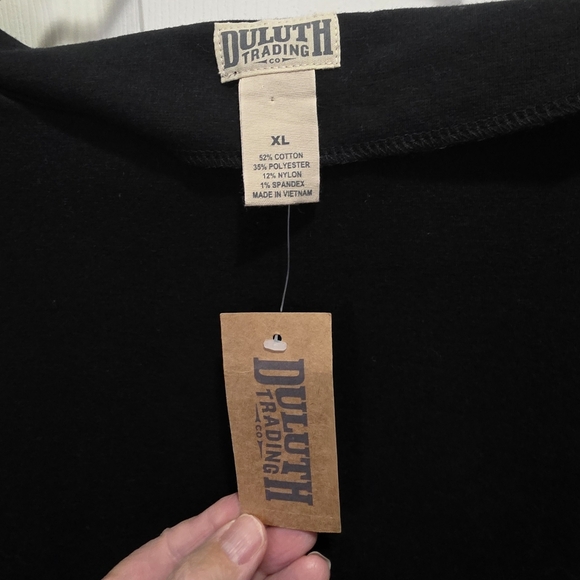 DULUTH
TRADING
CO
XL
52% COTTON
35% POLYESTER
12% NYLON
1% SPANDEX
MADE IN VIETNAM
DULUTH
TRADING
CO